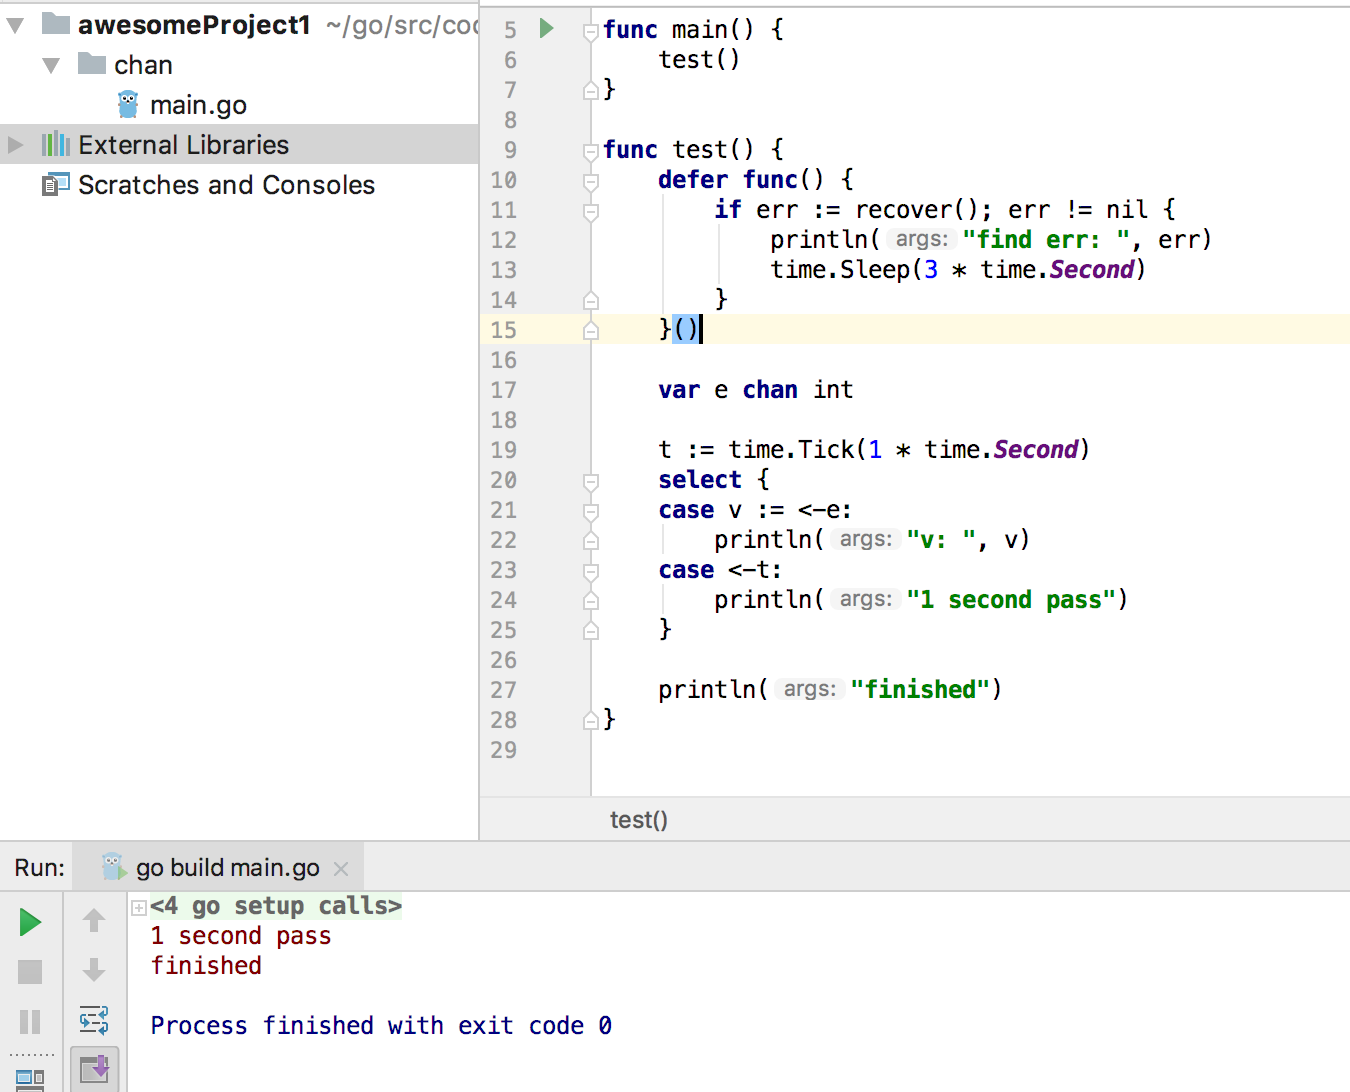 awesomeProject1 ~/go/src/co
chan
main.go
External Libraries
Scratches and Consoles
5 func main() {
6 test()
7 }
8
9 func test() {
10 defer func() {
11 if err := recover(); err != nil {
12 println( args: "find err: ", err)
13 time.Sleep(3 * time.Second)
14 }
15 }()
16
17 var e chan int
18
19 t := time.Tick(1 * time.Second)
20 select {
21 case v := <-e:
22 println( args: "v: ", v)
23 case <-t:
24 println( args: "1 second pass")
25 }
26
27 println( args: "finished")
28 }
29
test()
Run: go build main.go
<4 go setup calls>
1 second pass
finished
Process finished with exit code 0